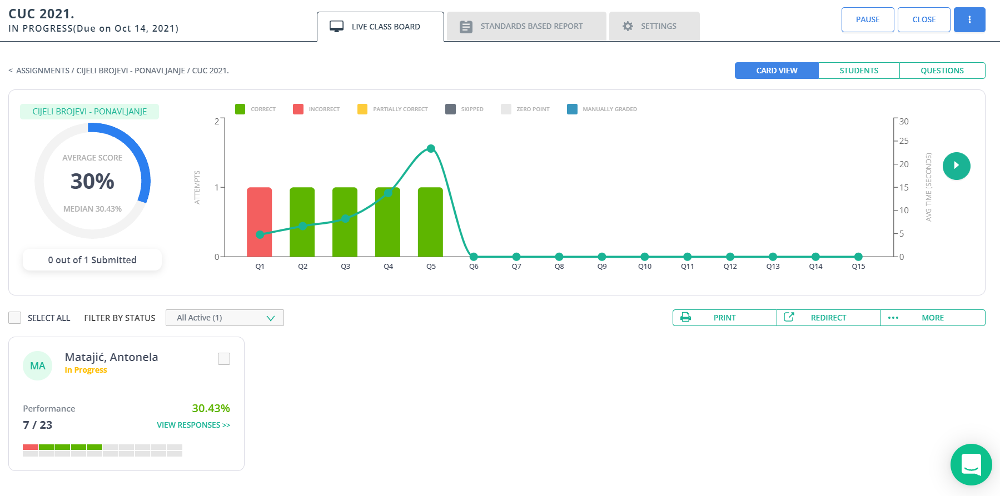 CUC 2021.
IN PROGRESS(Due on Oct 14, 2021)
LIVE CLASS BOARD
STANDARDS BASED REPORT
SETTINGS
PAUSE
CLOSE
< ASSIGNMENTS / CIJELI BROJEVI - PONAVLJANJE / CUC 2021.
CARD VIEW
STUDENTS
QUESTIONS
CIJELI BROJEVI - PONAVLJANJE
AVERAGE SCORE
30%
MEDIAN 30.43%
0 out of 1 Submitted
CORRECT
INCORRECT
PARTIALLY CORRECT
SKIPPED
ZERO POINT
MANUALLY GRADED
ATTEMPTS
2
1
0
Q1 Q2 Q3 Q4 Q5 Q6 Q7 Q8 Q9 Q10 Q11 Q12 Q13 Q14 Q15
30
25
20
15
10
5
0
AVG TIME (SECONDS)
SELECT ALL
FILTER BY STATUS
All Active (1)
PRINT
REDIRECT
MORE
MA
Matajić, Antonela
In Progress
Performance
30.43%
7 / 23
VIEW RESPONSES >>